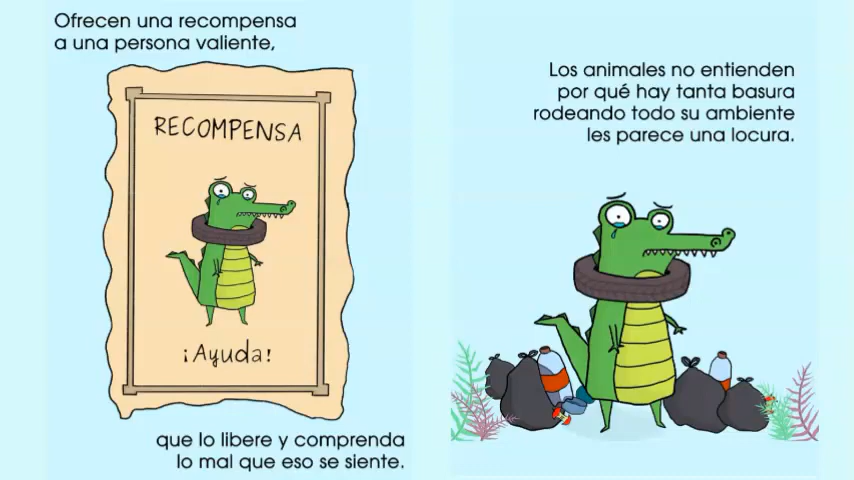 Ofrecen una recompensa
a una persona valiente,
RECOMPENSA
¡Ayuda!
que lo libere y comprenda
lo mal que eso se siente.
Los animales no entienden
por qué hay tanta basura
rodeando todo su ambiente
les parece una locura.